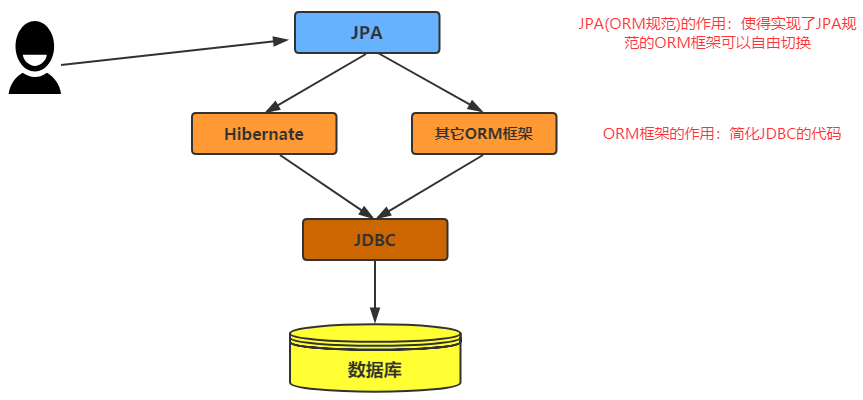 JPA
JPA(ORM规范)的作用：使得实现了JPA规
范的ORM框架可以自由切换
Hibernate
其它ORM框架
ORM框架的作用：简化JDBC的代码
JDBC
数据库